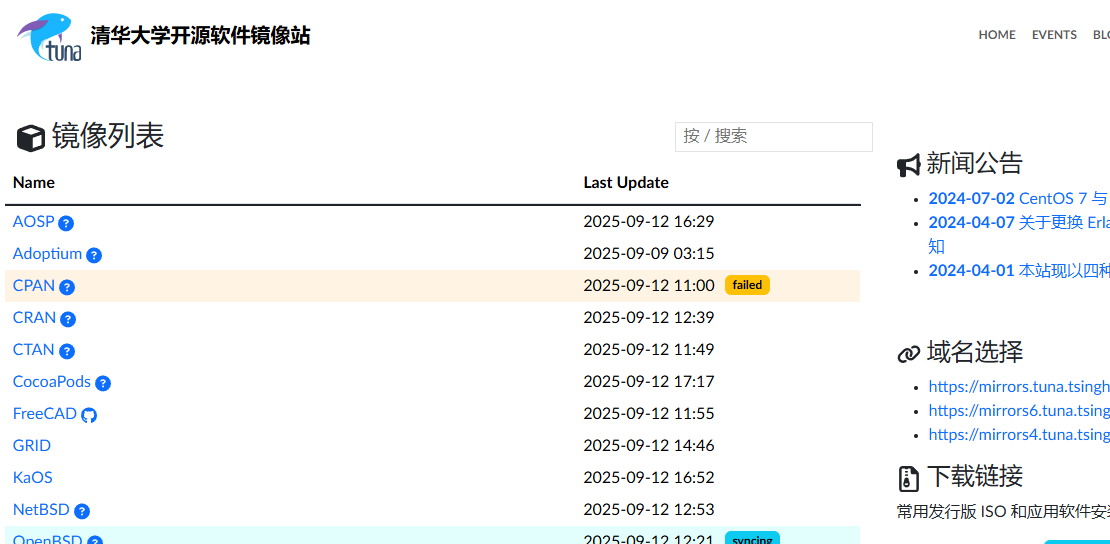 tuna 清华大学开源软件镜像站
HOME EVENTS BLO
镜像列表
按 / 搜索
Name Last Update
AOSP 2025-09-12 16:29
Adoptium 2025-09-09 03:15
CPAN 2025-09-12 11:00 failed
CRAN 2025-09-12 12:39
CTAN 2025-09-12 11:49
CocoaPods 2025-09-12 17:17
FreeCAD 2025-09-12 11:55
GRID 2025-09-12 14:46
KaOS 2025-09-12 16:52
NetBSD 2025-09-12 12:53
OpenBSD 2025-09-12 12:21 syncing
新闻公告
2024-07-02 CentOS 7 与
2024-04-07 关于更换 Erla
知
2024-04-01 本站现以四种
域名选择
https://mirrors.tuna.tsingh
https://mirrors6.tuna.tsing
https://mirrors4.tuna.tsing
下载链接
常用发行版 ISO 和应用软件安装